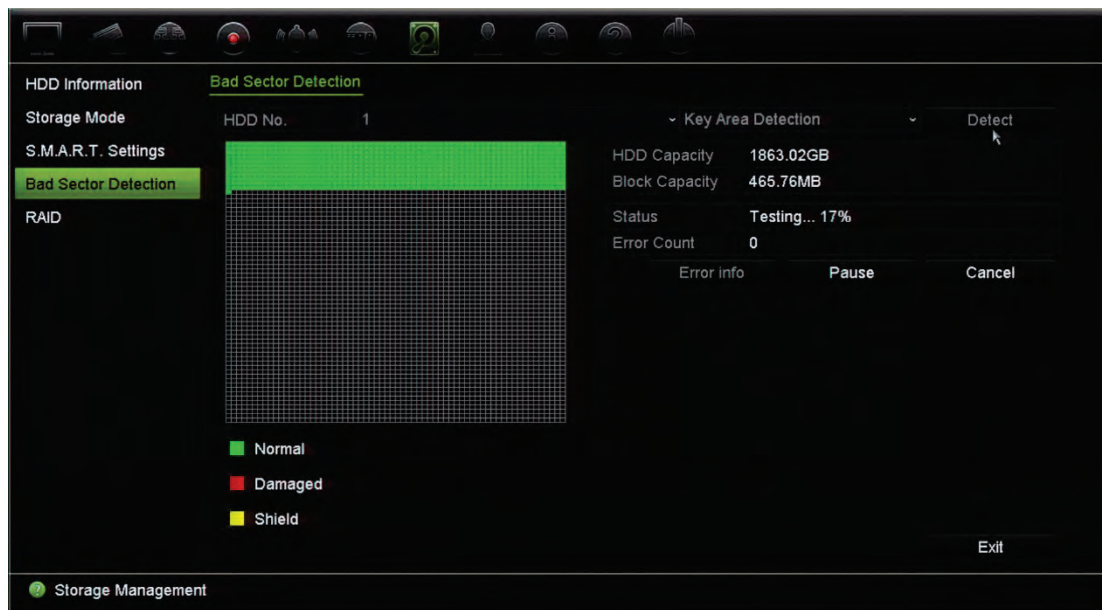 HDD Information
Storage Mode
S.M.A.R.T. Settings
Bad Sector Detection
RAID
Bad Sector Detection
HDD No. 1
Key Area Detection
Detect
HDD Capacity 1863.02GB
Block Capacity 465.76MB
Status Testing... 17%
Error Count 0
Error info Pause Cancel
Normal
Damaged
Shield
Exit
Storage Management